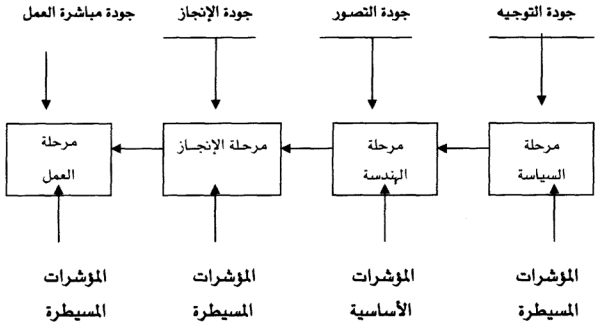 جودة التوجيه
جودة التصور
جودة الإنجاز
جودة مباشرة العمل
مرحلة
السياسة
مرحلة
الهندسة
مرحلة الإنجاز
مرحلة
العمل
المؤشرات
المسيطرة
المؤشرات
الأساسية
المؤشرات
المسيطرة
المؤشرات
المسيطرة